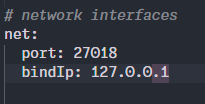 # network interfaces
net:
  port: 27018
  bindIp: 127.0.0.1